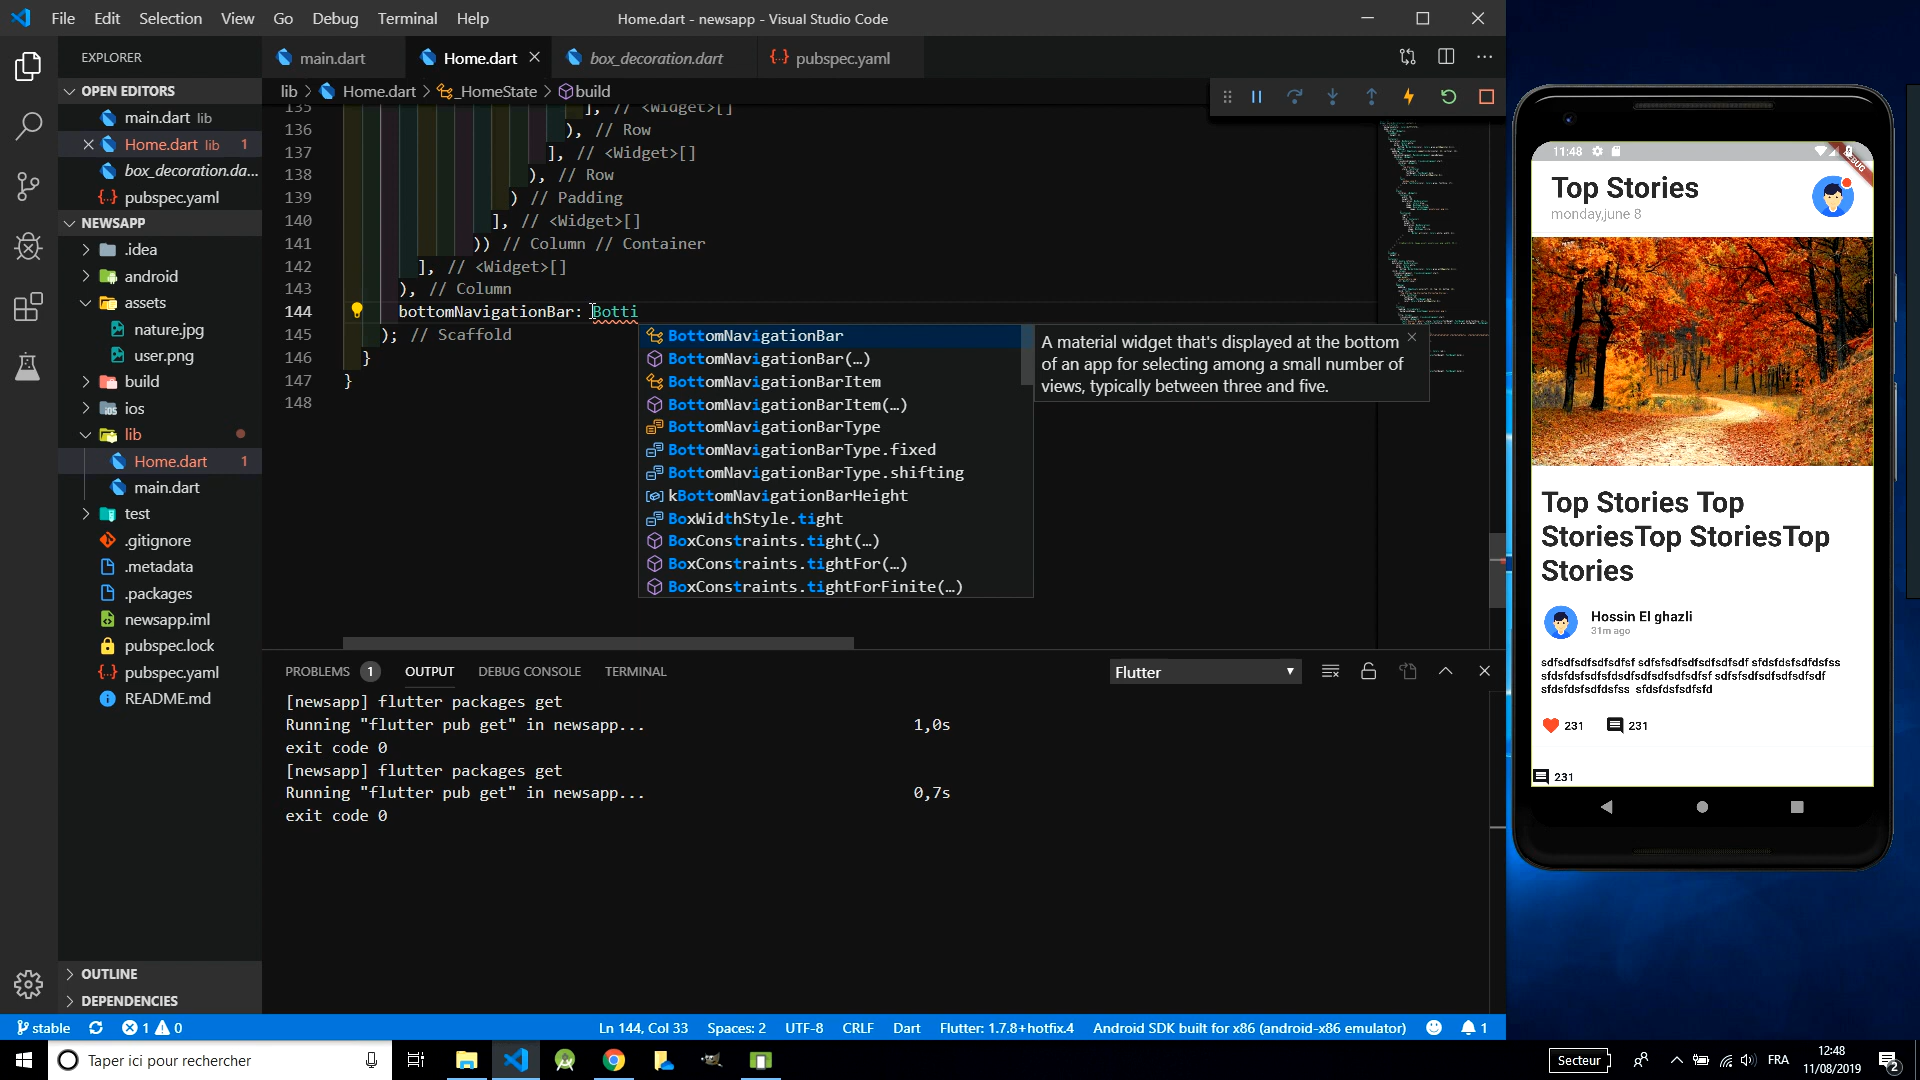 File Edit Selection View Go Debug Terminal Help
Home.dart - newsapp - Visual Studio Code
EXPLORER
OPEN EDITORS
main.dart lib
Home.dart lib 1
box_decoration.da...
pubspec.yaml
NEWSAPP
.idea
android
assets
nature.jpg
user.png
build
ios
lib
Home.dart 1
main.dart
test
.gitignore
.metadata
.packages
newsapp.iml
pubspec.lock
pubspec.yaml
README.md
OUTLINE
DEPENDENCIES
main.dart
Home.dart
box_decoration.dart
pubspec.yaml
lib > Home.dart > _HomeState > build
135 ], // <Widget>[]
136 ), // Row
137 ], // <Widget>[]
138 ), // Row
139 ) // Padding
140 ], // <Widget>[]
141 )) // Column // Container
142 ], // <Widget>[]
143 ), // Column
144 bottomNavigationBar: Botti
145 ); // Scaffold
146 }
147 }
148
BottomNavigationBar
BottomNavigationBar(…)
BottomNavigationBarItem
BottomNavigationBarItem(…)
BottomNavigationBarType
BottomNavigationBarType.fixed
BottomNavigationBarType.shifting
kBottomNavigationBarHeight
BoxWidthStyle.tight
BoxConstraints.tight(…)
BoxConstraints.tightFor(…)
BoxConstraints.tightForFinite(…)
A material widget that's displayed at the bottom
of an app for selecting among a small number of
views, typically between three and five.
PROBLEMS 1 OUTPUT DEBUG CONSOLE TERMINAL
Flutter
[newsapp] flutter packages get
Running "flutter pub get" in newsapp... 1,0s
exit code 0
[newsapp] flutter packages get
Running "flutter pub get" in newsapp... 0,7s
exit code 0
stable 1 0
Ln 144, Col 33 Spaces: 2 UTF-8 CRLF Dart Flutter: 1.7.8+hotfix.4 Android SDK built for x86 (android-x86 emulator) 1
11:48
DEBUG
Top Stories
monday,june 8
Top Stories Top
StoriesTop StoriesTop
Stories
Hossin El ghazli
31m ago
sdfsdfsdfsdfsdfsf sdfsfsdfsdfsdfsdfsdf sfdsfdsfsdfdsfss
sfdsfdsfsdfsfdsdfsdfsdfsdfsdfsf sdfsfsdfsdfsdfsdfsdf
sfdsfdsfsdfdsfss sfdsfdsfsdfsfd
231 231
231
Taper ici pour rechercher
Secteur
FRA
12:48
11/08/2019
2